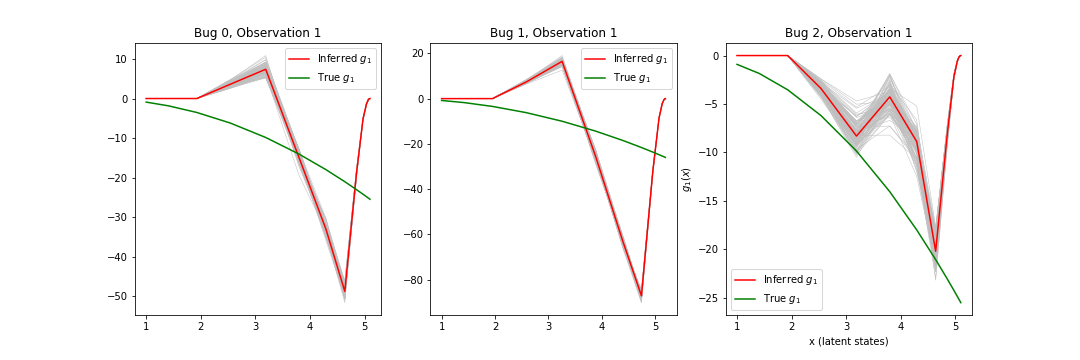 Bug 0, Observation 1
Inferred g₁
True g₁
10
0
−10
−20
−30
−40
−50
1 2 3 4 5
Bug 1, Observation 1
Inferred g₁
True g₁
20
0
−20
−40
−60
−80
1 2 3 4 5
Bug 2, Observation 1
g₁(x)
0
−5
−10
−15
−20
−25
Inferred g₁
True g₁
1 2 3 4 5
x (latent states)